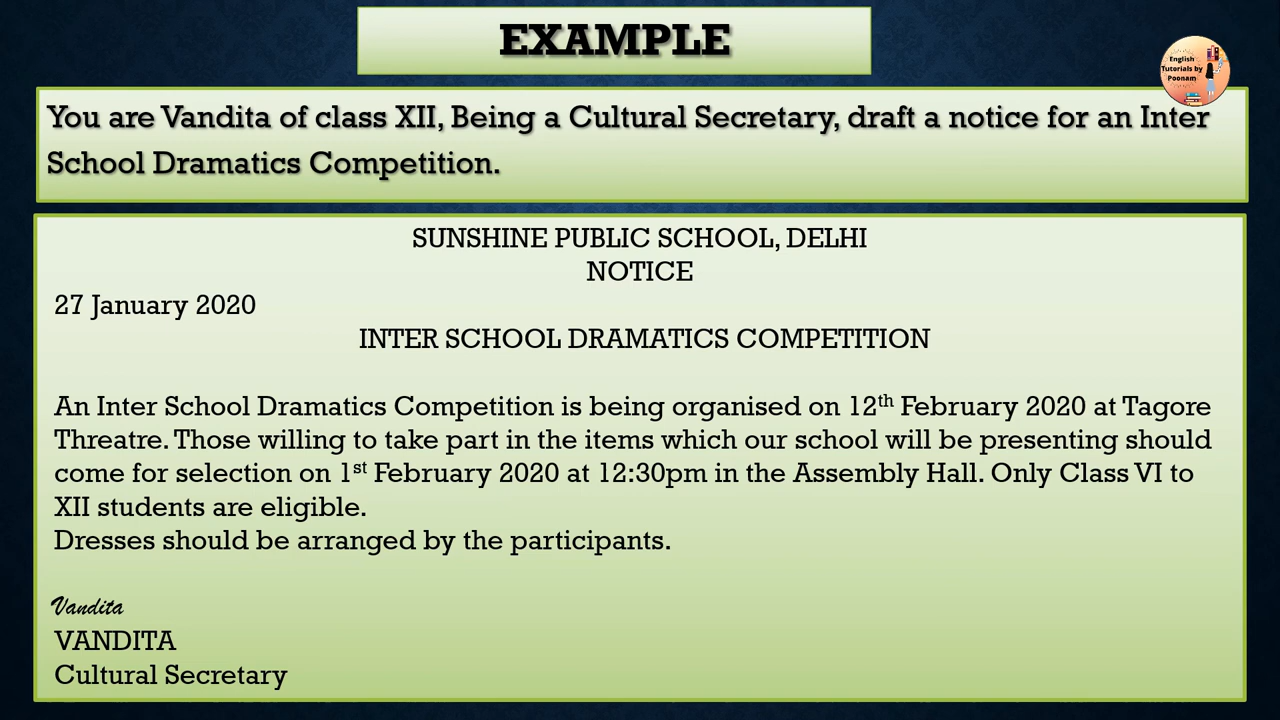 EXAMPLE
English
Tutorials by
Poonam
You are Vandita of class XII, Being a Cultural Secretary, draft a notice for an Inter
School Dramatics Competition.
SUNSHINE PUBLIC SCHOOL, DELHI
NOTICE
27 January 2020
INTER SCHOOL DRAMATICS COMPETITION
An Inter School Dramatics Competition is being organised on 12th February 2020 at Tagore
Threatre. Those willing to take part in the items which our school will be presenting should
come for selection on 1st February 2020 at 12:30pm in the Assembly Hall. Only Class VI to
XII students are eligible.
Dresses should be arranged by the participants.
Vandita
VANDITA
Cultural Secretary